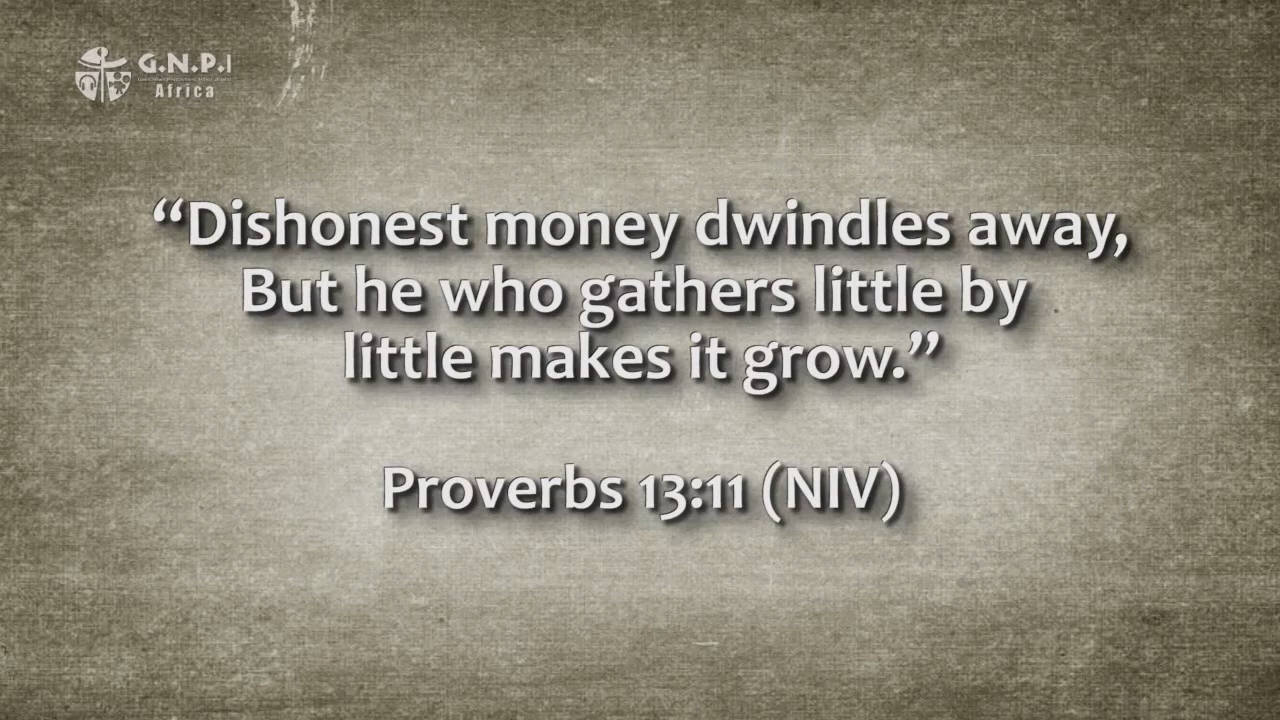 G.N.P.I
Africa
“Dishonest money dwindles away,
But he who gathers little by
little makes it grow.”
Proverbs 13:11 (NIV)